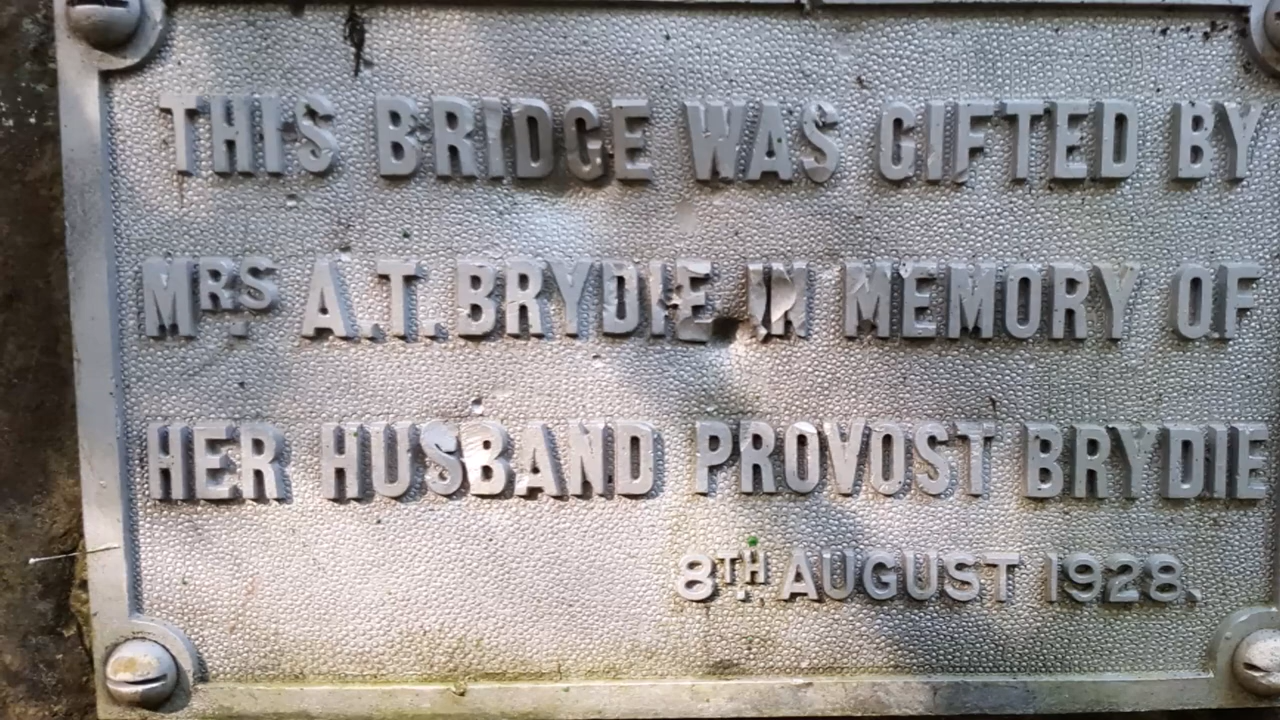 THIS BRIDGE WAS GIFTED BY
MRS. A.T. BRYDIE IN MEMORY OF
HER HUSBAND PROVOST BRYDIE
8TH. AUGUST 1928.